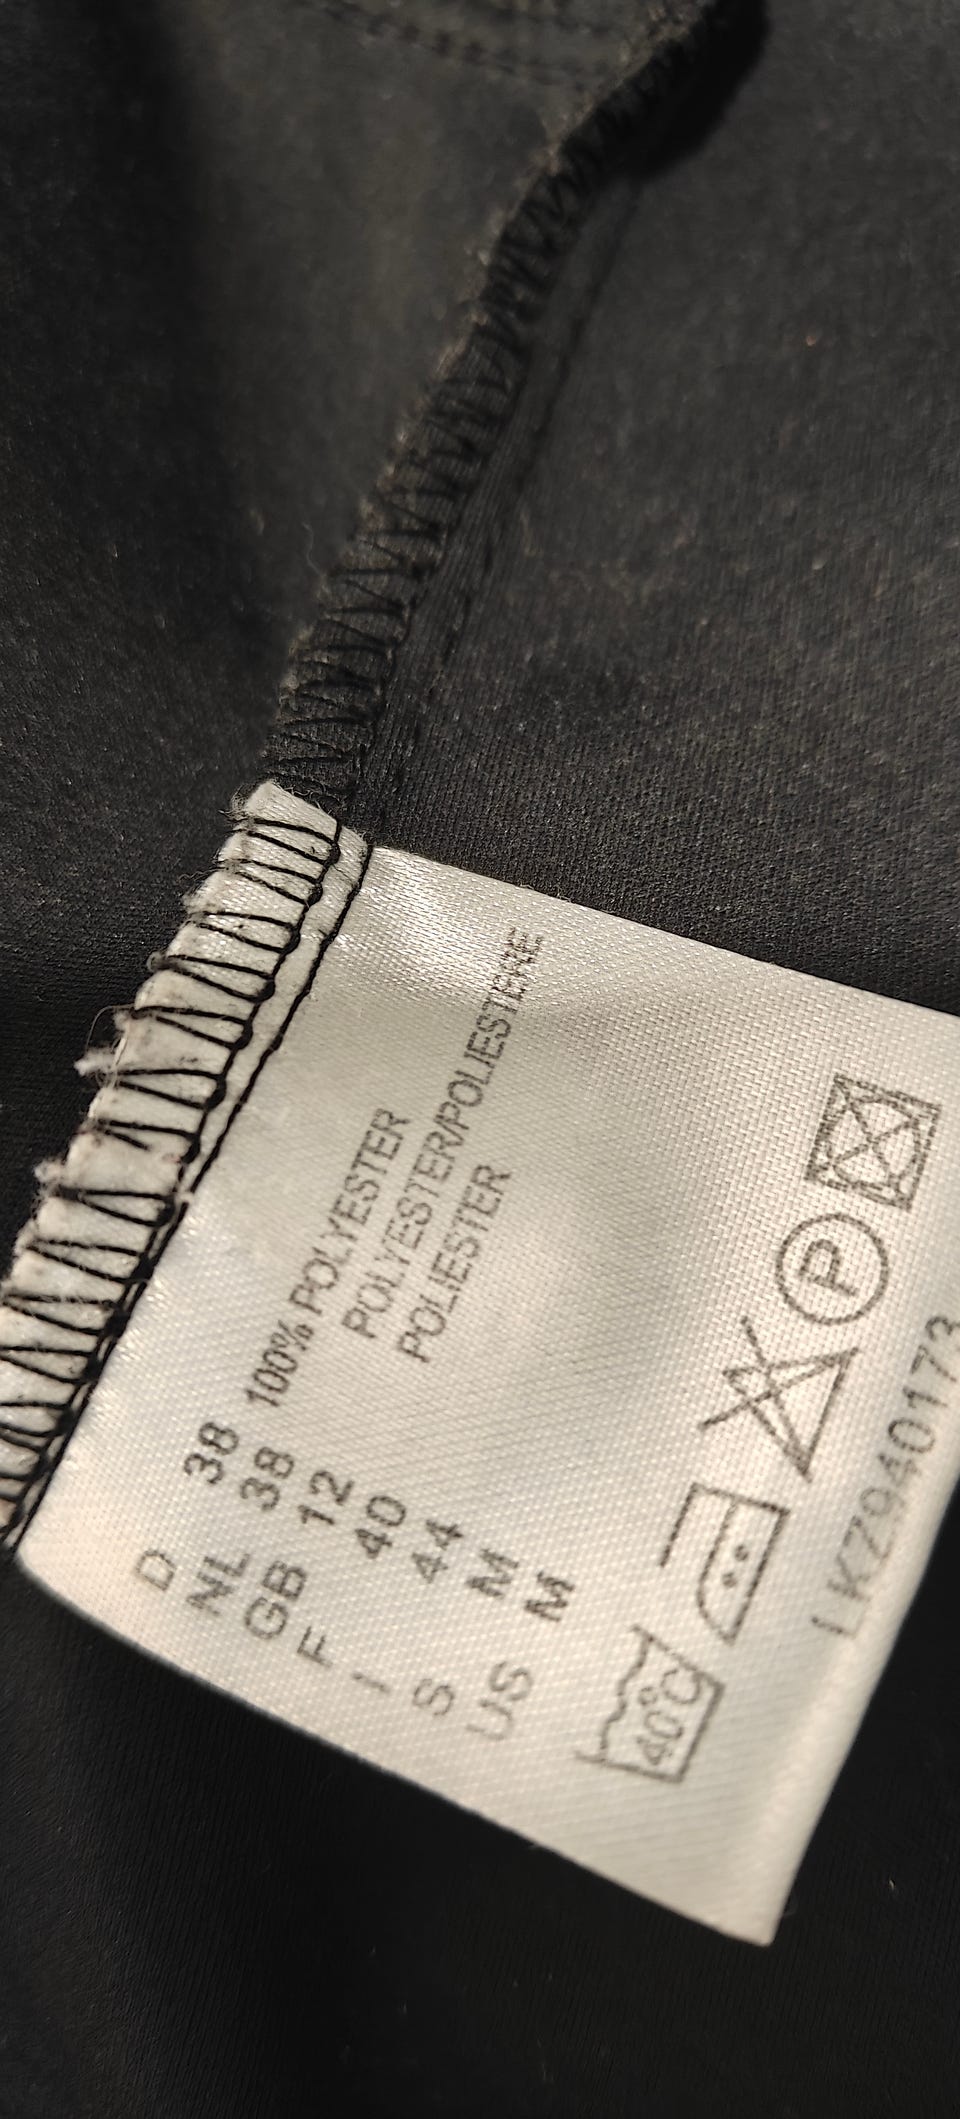 D 38 100% POLYESTER
NL 38 POLYESTER/POLIESTERE
GB 12 POLIESTER
F 40
I 44
S M
US M
40°C P
LKZ940173